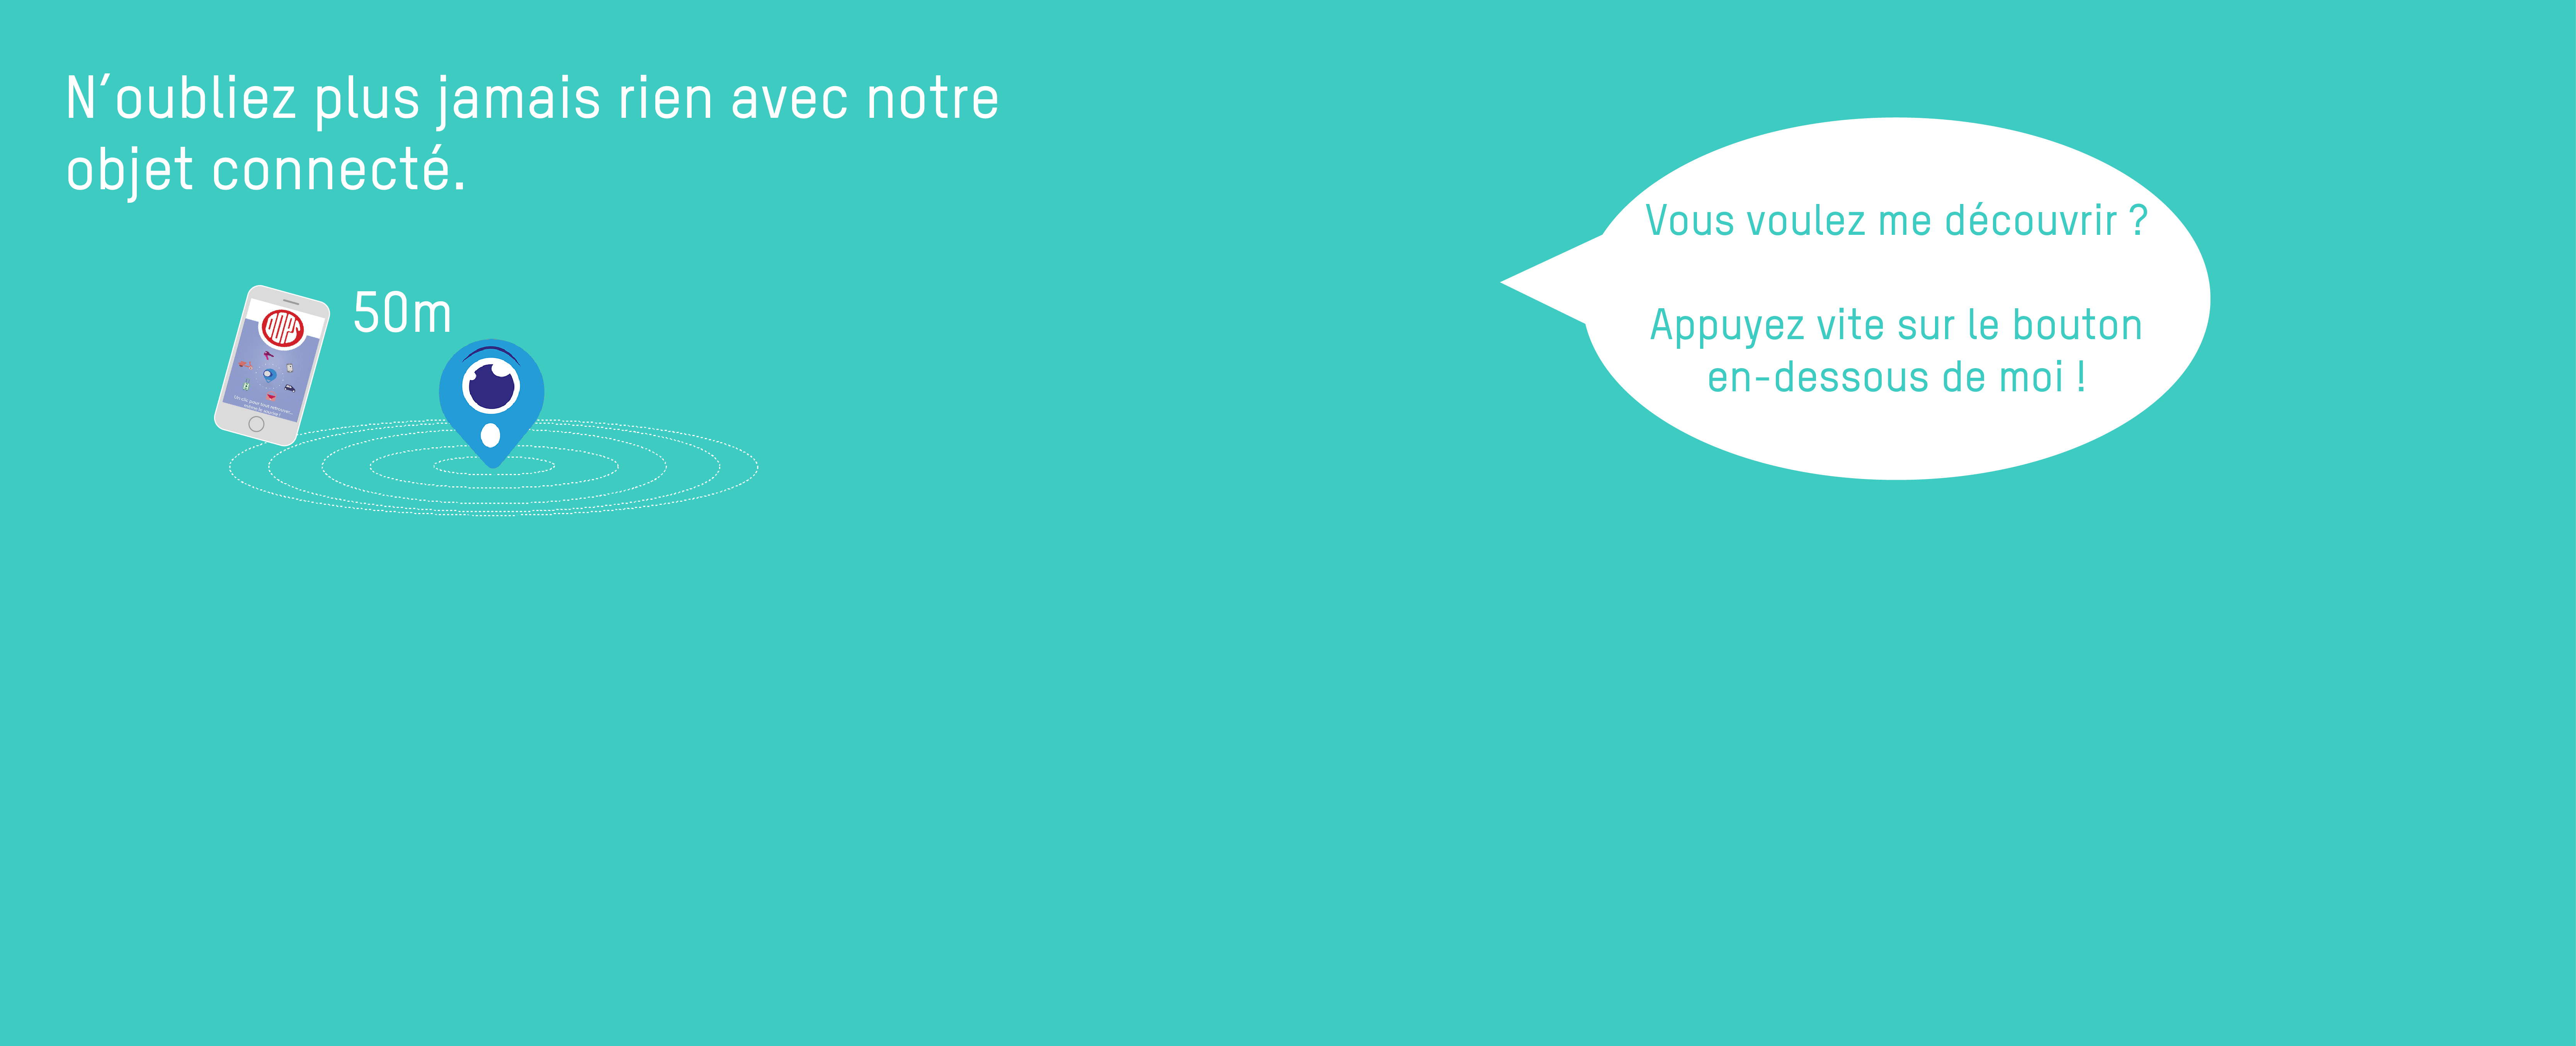 N'oubliez plus jamais rien avec notre
objet connecté.
50m
OOPS
Vous voulez me découvrir ?
Appuyez vite sur le bouton
en-dessous de moi !